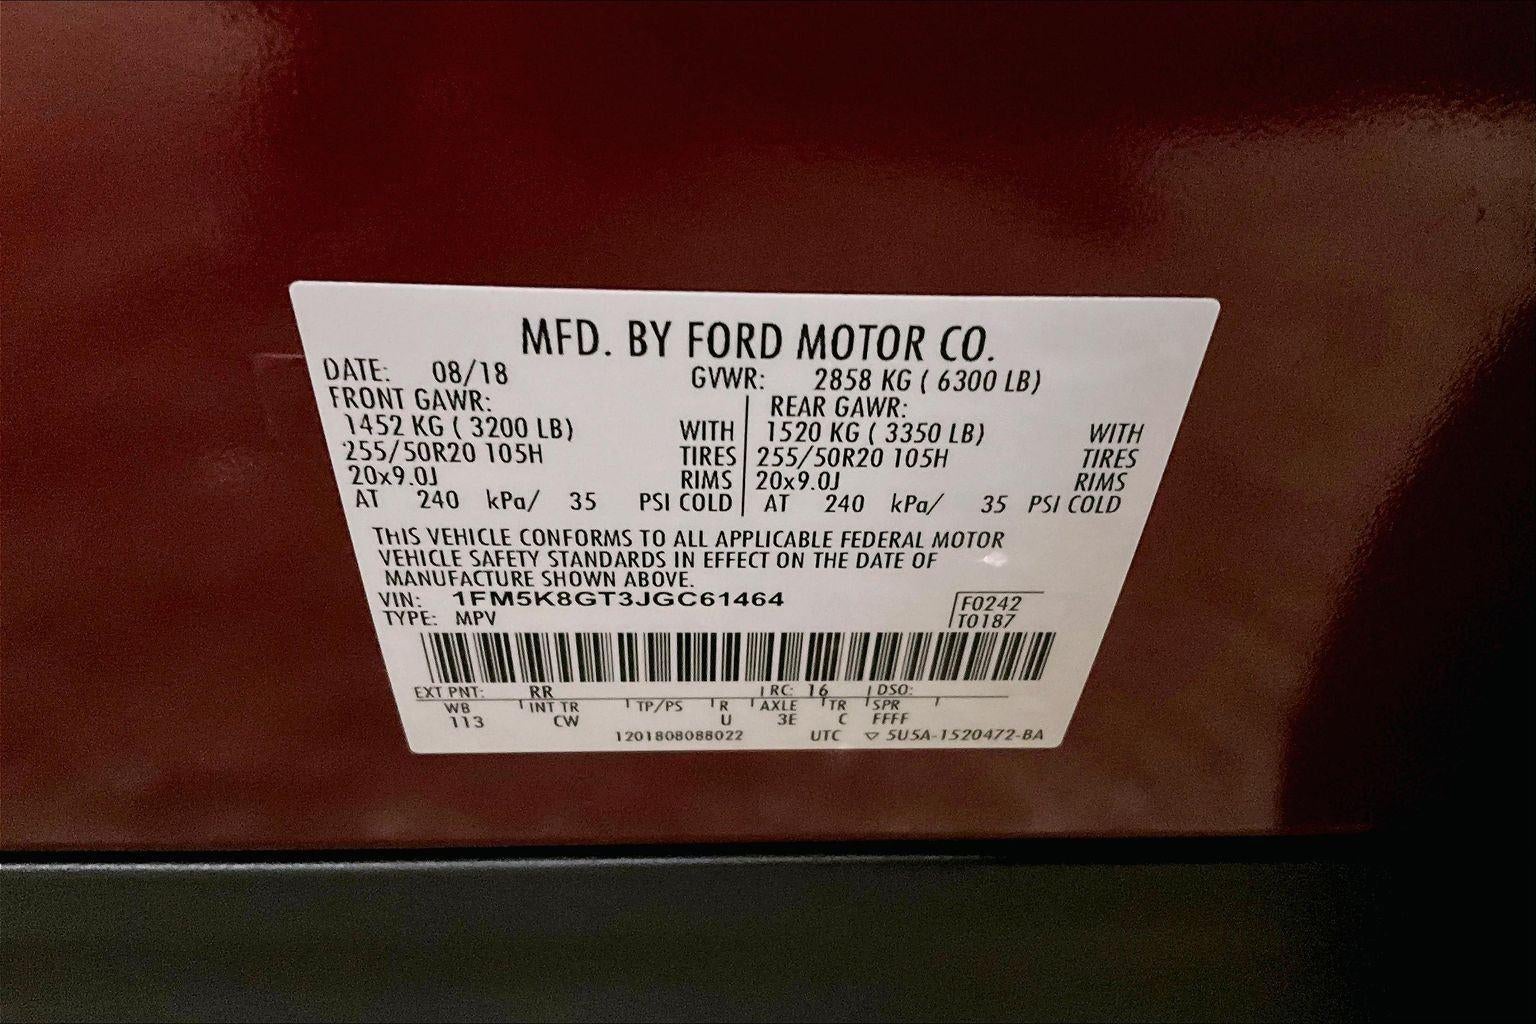 MFD. BY FORD MOTOR CO.
DATE: 08/18 GVWR: 2858 KG ( 6300 LB)
FRONT GAWR: REAR GAWR:
1452 KG ( 3200 LB) WITH 1520 KG ( 3350 LB) WITH
255/50R20 105H TIRES 255/50R20 105H TIRES
20x9.0J RIMS 20x9.0J RIMS
AT 240 kPa/ 35 PSI COLD AT 240 kPa/ 35 PSI COLD
THIS VEHICLE CONFORMS TO ALL APPLICABLE FEDERAL MOTOR
VEHICLE SAFETY STANDARDS IN EFFECT ON THE DATE OF
MANUFACTURE SHOWN ABOVE.
VIN: 1FM5K8GT3JGC61464 F0242
TYPE: MPV T0187
EXT PNT: RR RC: 16 DSO:
WB INT TR TP/PS R AXLE TR SPR
113 CW U 3E C FFFF
1201808088022 UTC ▽ 5U5A-1520472-BA